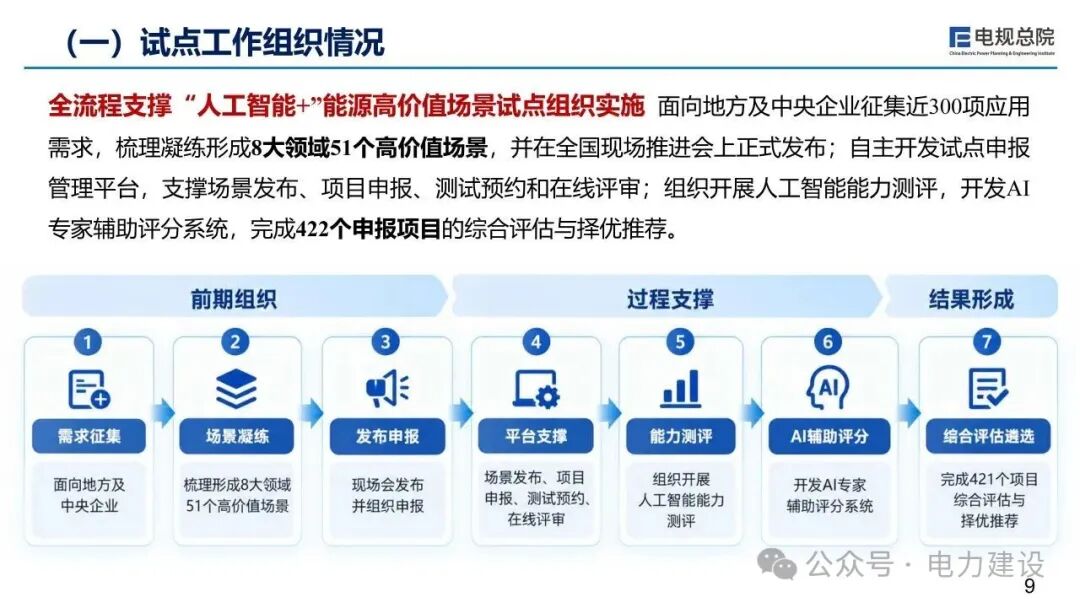 （一）试点工作组织情况
电规总院
China Electric Power Planning & Engineering Institute
全流程支撑“人工智能+”能源高价值场景试点组织实施 面向地方及中央企业征集近300项应用
需求，梳理凝练形成8大领域51个高价值场景，并在全国现场推进会上正式发布；自主开发试点申报
管理平台，支撑场景发布、项目申报、测试预约和在线评审；组织开展人工智能能力测评，开发AI
专家辅助评分系统，完成422个申报项目的综合评估与择优推荐。
前期组织
过程支撑
结果形成
1
需求征集
面向地方及
中央企业
2
场景凝练
梳理形成8大领域
51个高价值场景
3
发布申报
现场会发布
并组织申报
4
平台支撑
场景发布、项目
申报、测试预约、
在线评审
5
能力测评
组织开展
人工智能能力
测评
6
AI
AI辅助评分
开发AI专家
辅助评分系统
7
综合评估遴选
完成421个项目
综合评估与
择优推荐
公众号 · 电力建设
9